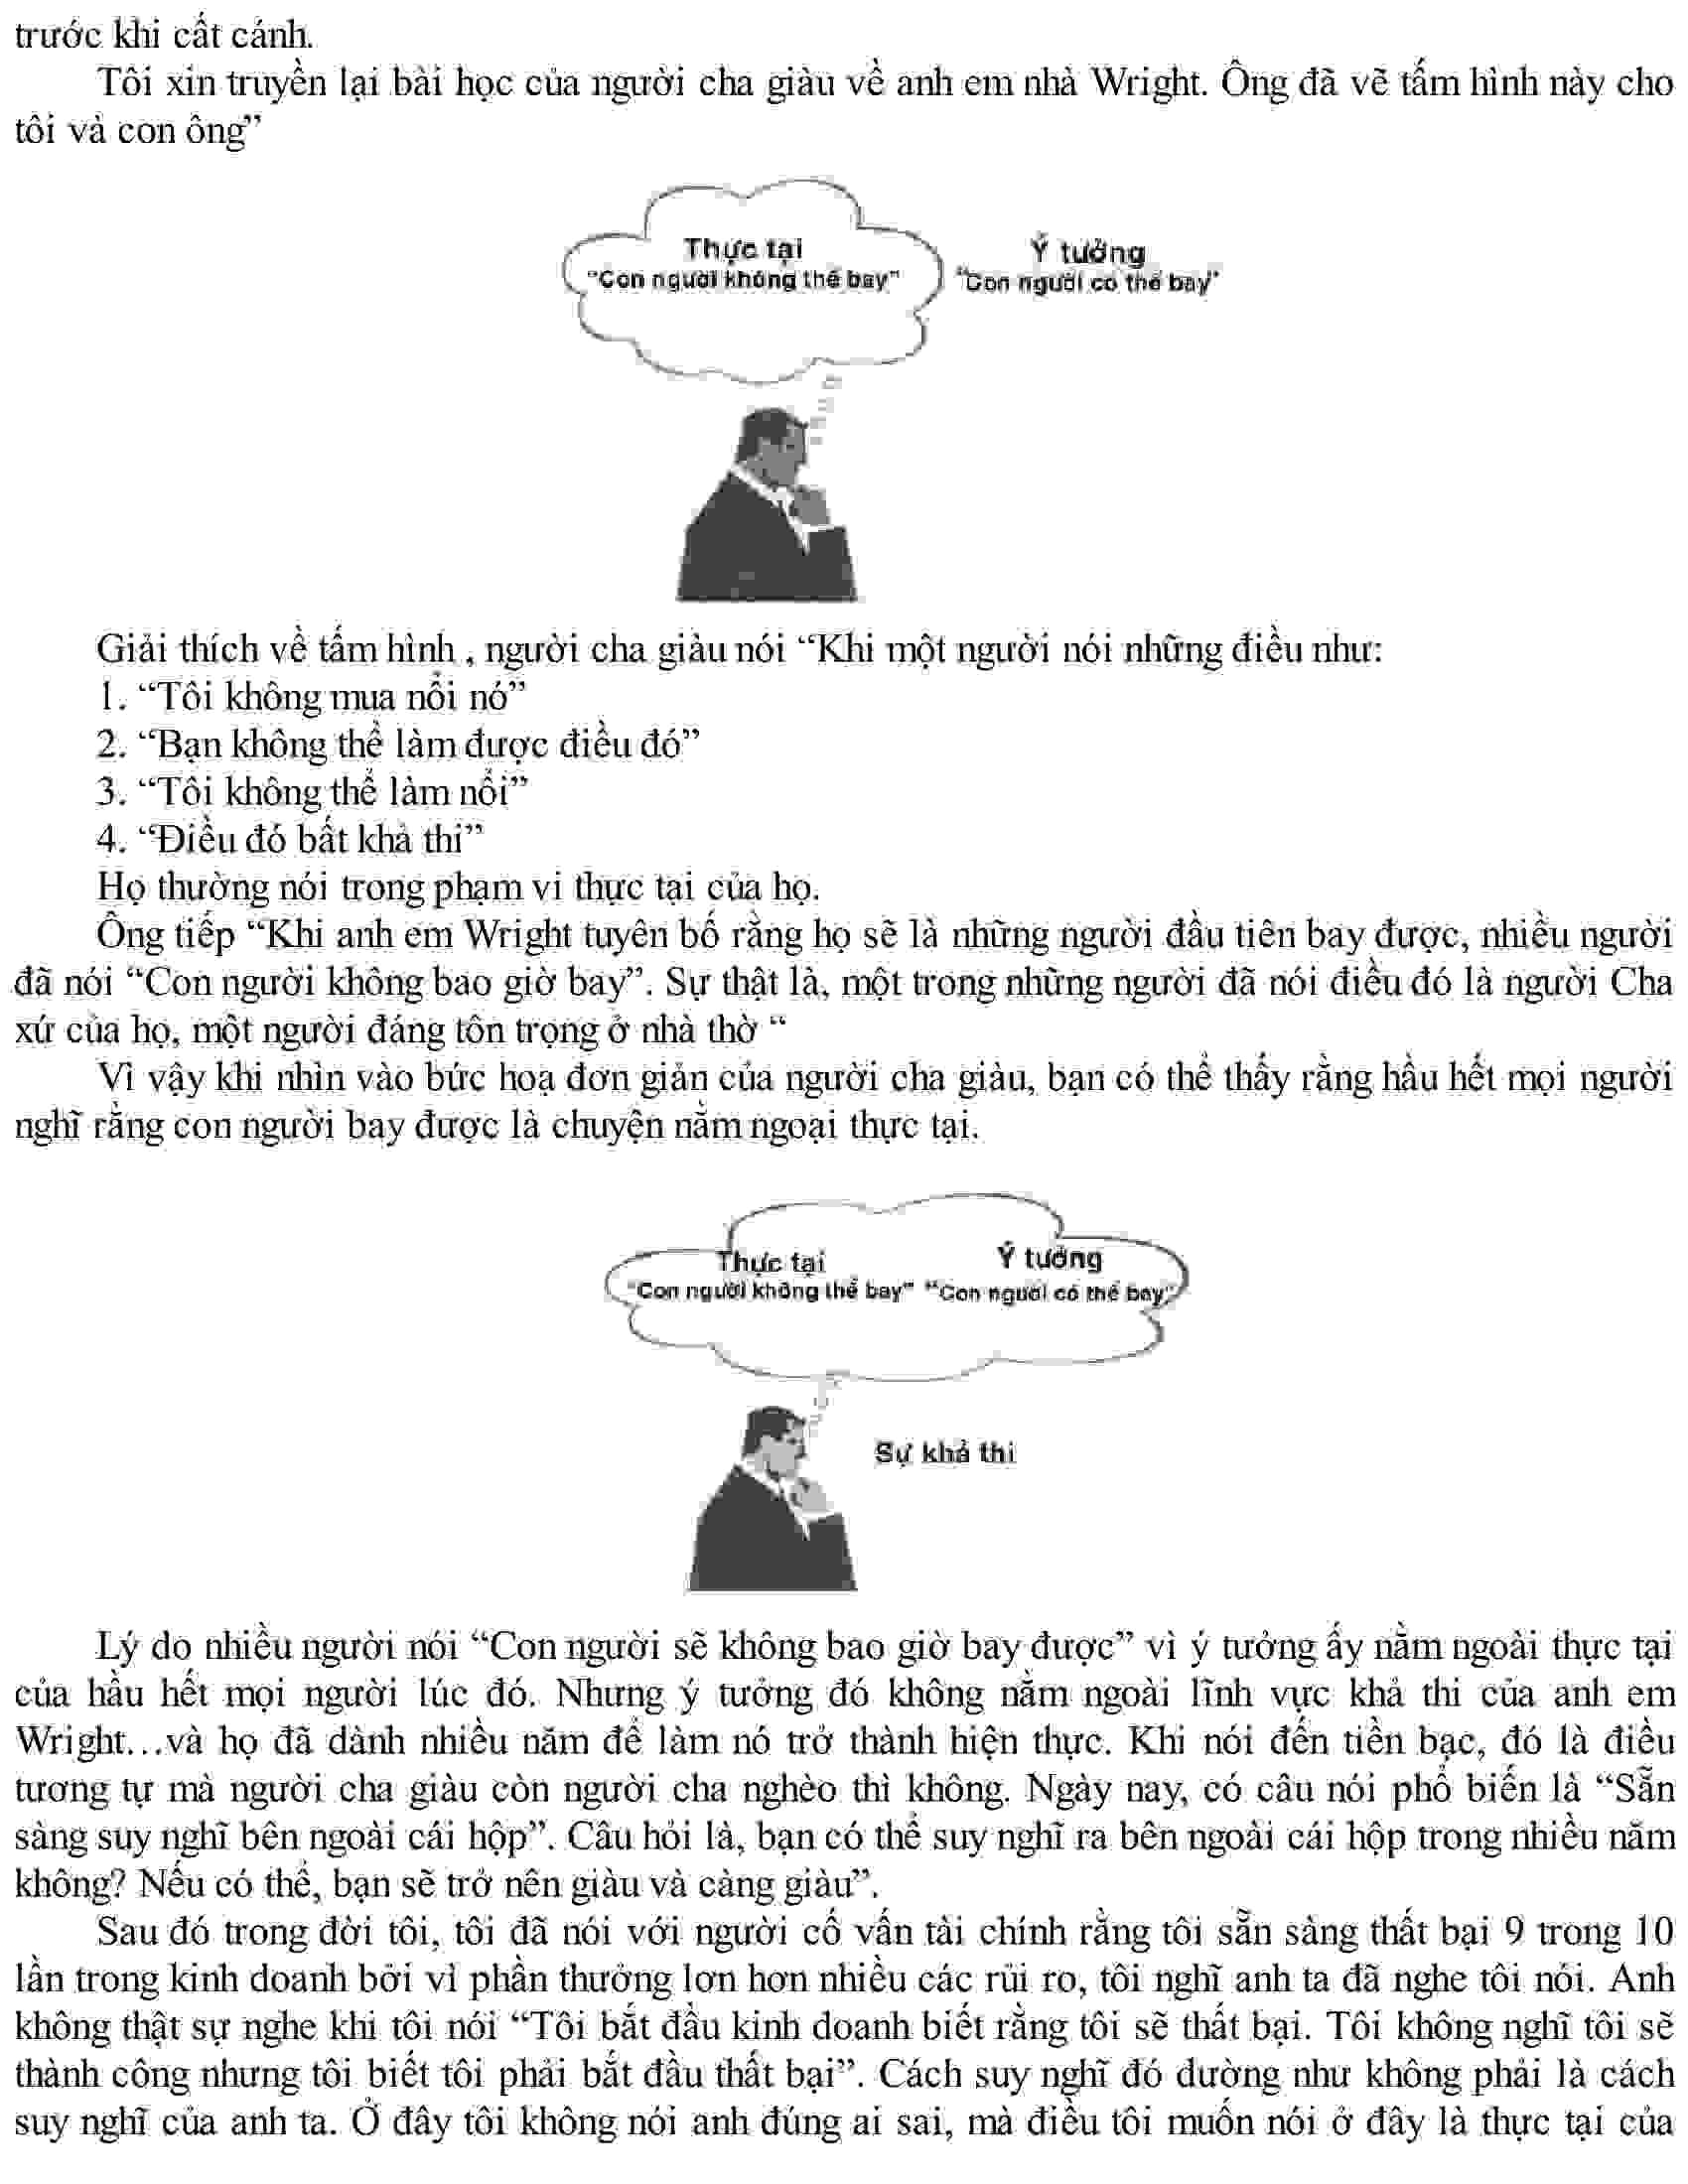 trước khi cất cánh.
Tôi xin truyền lại bài học của người cha giàu về anh em nhà Wright. Ông đã vẽ tấm hình này cho
tôi và con ông”
Thực tại
"Con người không thể bay"
Ý tưởng
"Con người có thể bay"
Giải thích về tấm hình , người cha giàu nói “Khi một người nói những điều như:
1. “Tôi không mua nổi nó”
2. “Bạn không thể làm được điều đó”
3. “Tôi không thể làm nổi”
4. “Điều đó bất khả thi”
Họ thường nói trong phạm vi thực tại của họ.
Ông tiếp “Khi anh em Wright tuyên bố rằng họ sẽ là những người đầu tiên bay được, nhiều người
đã nói “Con người không bao giờ bay”. Sự thật là, một trong những người đã nói điều đó là người Cha
xứ của họ, một người đáng tôn trọng ở nhà thờ “
Vì vậy khi nhìn vào bức hoạ đơn giản của người cha giàu, bạn có thể thấy rằng hầu hết mọi người
nghĩ rằng con người bay được là chuyện nằm ngoại thực tại.
Thực tại
"Con người không thể bay"
Ý tưởng
"Con người có thể bay"
Sự khả thi
Lý do nhiều người nói “Con người sẽ không bao giờ bay được” vì ý tưởng ấy nằm ngoài thực tại
của hầu hết mọi người lúc đó. Nhưng ý tưởng đó không nằm ngoài lĩnh vực khả thi của anh em
Wright...và họ đã dành nhiều năm để làm nó trở thành hiện thực. Khi nói đến tiền bạc, đó là điều
tương tự mà người cha giàu còn người cha nghèo thì không. Ngày nay, có câu nói phổ biến là “Sẵn
sàng suy nghĩ bên ngoài cái hộp”. Câu hỏi là, bạn có thể suy nghĩ ra bên ngoài cái hộp trong nhiều năm
không? Nếu có thể, bạn sẽ trở nên giàu và càng giàu”.
Sau đó trong đời tôi, tôi đã nói với người cố vấn tài chính rằng tôi sẵn sàng thất bại 9 trong 10
lần trong kinh doanh bởi vì phần thưởng lơn hơn nhiều các rủi ro, tôi nghĩ anh ta đã nghe tôi nói. Anh
không thật sự nghe khi tôi nói “Tôi bắt đầu kinh doanh biết rằng tôi sẽ thất bại. Tôi không nghĩ tôi sẽ
thành công nhưng tôi biết tôi phải bắt đầu thất bại”. Cách suy nghĩ đó dường như không phải là cách
suy nghĩ của anh ta. Ở đây tôi không nói anh đúng ai sai, mà điều tôi muốn nói ở đây là thực tại của